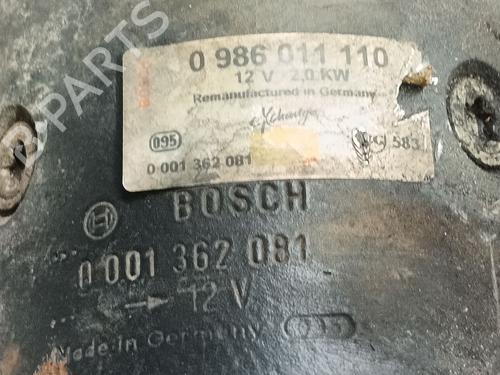 B-PARTS
0 986 011 110
12 V 2,0 KW
Remanufactured in Germany
eXchange
095
583
0 001 362 081
BOSCH
0 001 362 081
12 V
Made in Germany